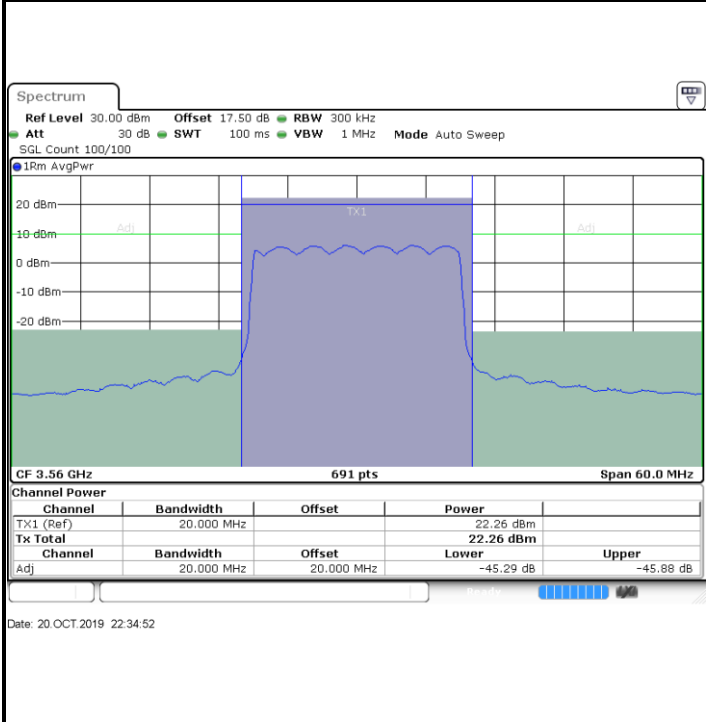 Spectrum
Ref Level 30.00 dBm Offset 17.50 dB RBW 300 kHz
Att 30 dB SWT 100 ms VBW 1 MHz Mode Auto Sweep
SGL Count 100/100
1Rm AvgPwr
20 dBm
TX1
Adj Adj
10 dBm
0 dBm
-10 dBm
-20 dBm
CF 3.56 GHz 691 pts Span 60.0 MHz
Channel Power
Channel Bandwidth Offset Power
TX1 (Ref) 20.000 MHz 22.26 dBm
Tx Total 22.26 dBm
Channel Bandwidth Offset Lower Upper
Adj 20.000 MHz 20.000 MHz -45.29 dB -45.88 dB
Ready
Date: 20.OCT.2019 22:34:52